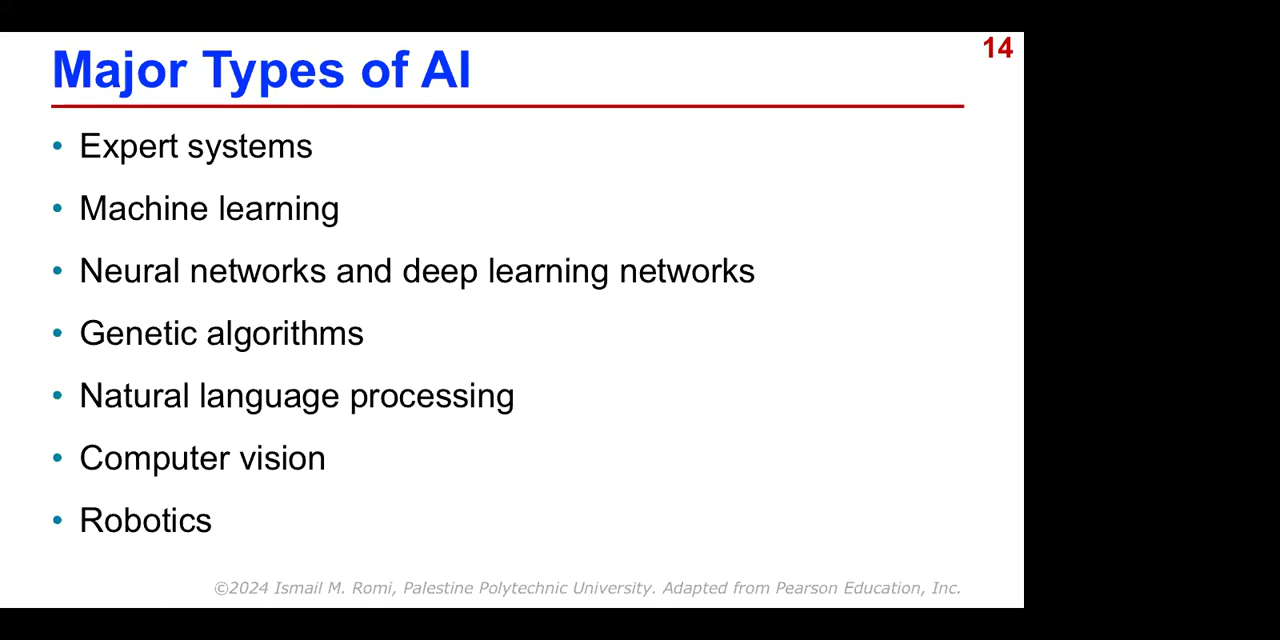 14
Major Types of AI
• Expert systems
• Machine learning
• Neural networks and deep learning networks
• Genetic algorithms
• Natural language processing
• Computer vision
• Robotics
©2024 Ismail M. Romi, Palestine Polytechnic University. Adapted from Pearson Education, Inc.